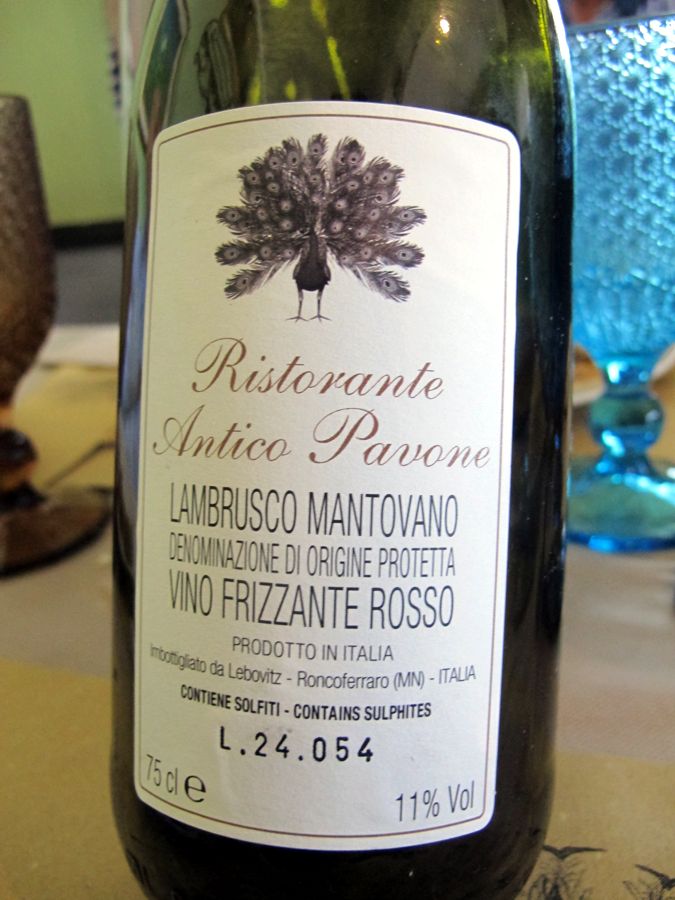 Ristorante
Antico Pavone
LAMBRUSCO MANTOVANO
DENOMINAZIONE DI ORIGINE PROTETTA
VINO FRIZZANTE ROSSO
PRODOTTO IN ITALIA
Imbottigliato da Lebovitz - Roncoferraro (MN) - ITALIA
CONTIENE SOLFITI - CONTAINS SULPHITES
L.24.054
75 cl e
11% Vol